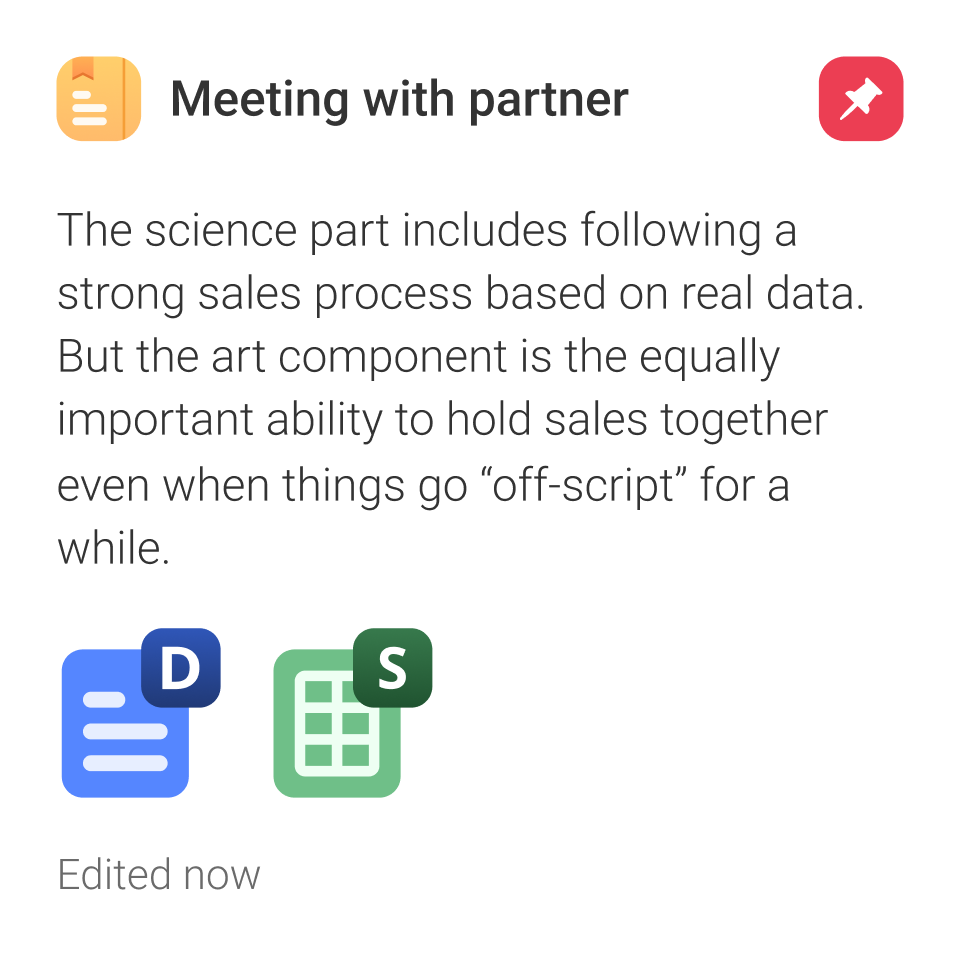 Meeting with partner
The science part includes following a
strong sales process based on real data.
But the art component is the equally
important ability to hold sales together
even when things go “off-script” for a
while.
D S
Edited now